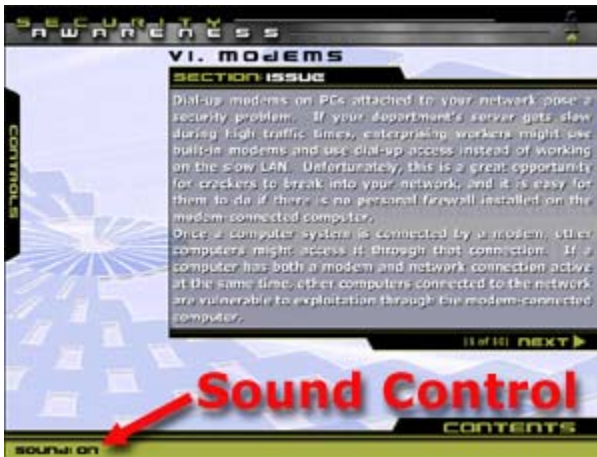 SECURITY
AWARENESS
VI. MODEMS
SECTION: ISSUE
CONTROLS
Dial-up modems on PCs attached to your network pose a
security problem. If your department's server gets slow
during high traffic times, enterprising workers might use
built-in modems and use dial-up access instead of working
on the slow LAN. Unfortunately, this is a great opportunity
for crackers to break into your network, and it is easy for
them to do if there is no personal firewall installed on the
modem-connected computer.
Once a computer system is connected by a modem, other
computers might access it through that connection. If a
computer has both a modem and network connection active
at the same time, other computers connected to the network
are vulnerable to exploitation through the modem-connected
computer.
NEXT
Sound Control
CONTENTS
SOUND: ON